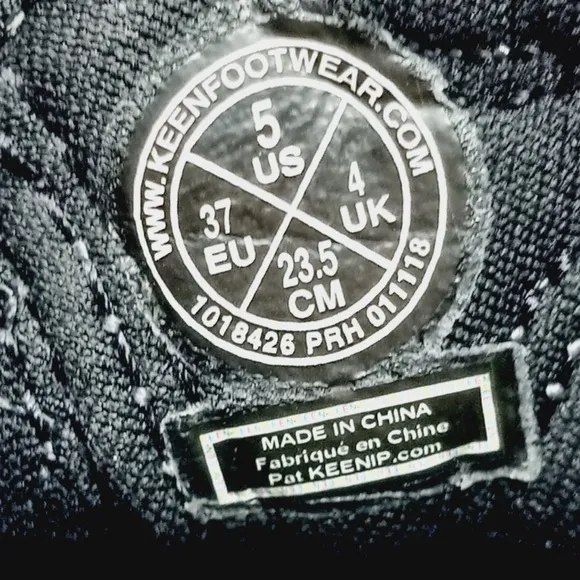 WWW.KEENFOOTWEAR.COM
5
US
4
UK
37
EU
23.5
CM
1018426 PRH 011118
MADE IN CHINA
Fabriqué en Chine
Pat KEENIP.com